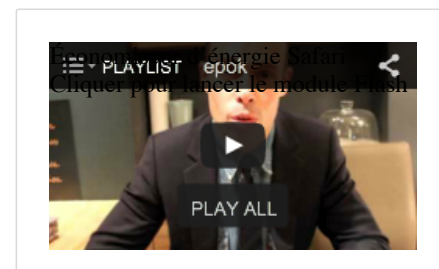 Économiseur d'énergie Safari
PLAYLIST epok
Cliquer pour lancer le module Flash
PLAY ALL